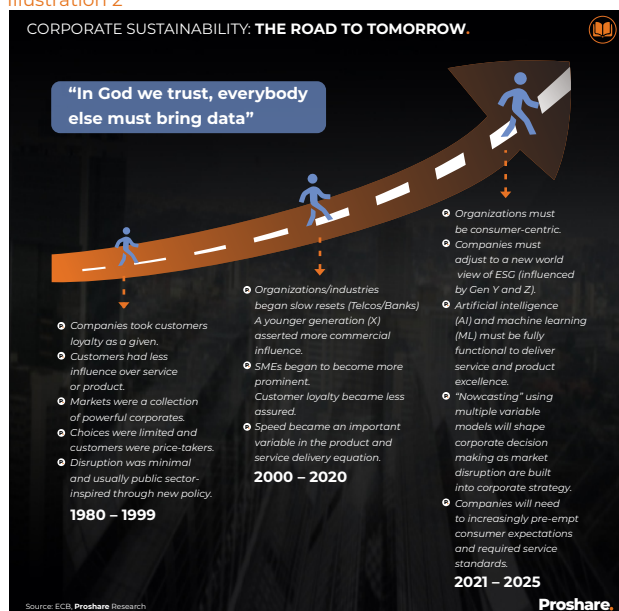 Illustration 2
CORPORATE SUSTAINABILITY: THE ROAD TO TOMORROW.
“In God we trust, everybody
else must bring data”
Companies took customers
loyalty as a given.
Customers had less
influence over service
or product.
Markets were a collection
of powerful corporates.
Choices were limited and
customers were price-takers.
Disruption was minimal
and usually public sector-
inspired through new policy.
1980 – 1999
Organizations/industries
began slow resets (Telcos/Banks)
A younger generation (X)
asserted more commercial
influence.
SMEs began to become more
prominent.
Customer loyalty became less
assured.
Speed became an important
variable in the product and
service delivery equation.
2000 – 2020
Organizations must
be consumer-centric.
Companies must
adjust to a new world
view of ESG (influenced
by Gen Y and Z).
Artificial intelligence
(AI) and machine learning
(ML) must be fully
functional to deliver
service and product
excellence.
“Nowcasting” using
multiple variable
models will shape
corporate decision
making as market
disruption are built
into corporate strategy.
Companies will need
to increasingly pre-empt
consumer expectations
and required service
standards.
2021 – 2025
Source: ECB, Proshare Research
Proshare.